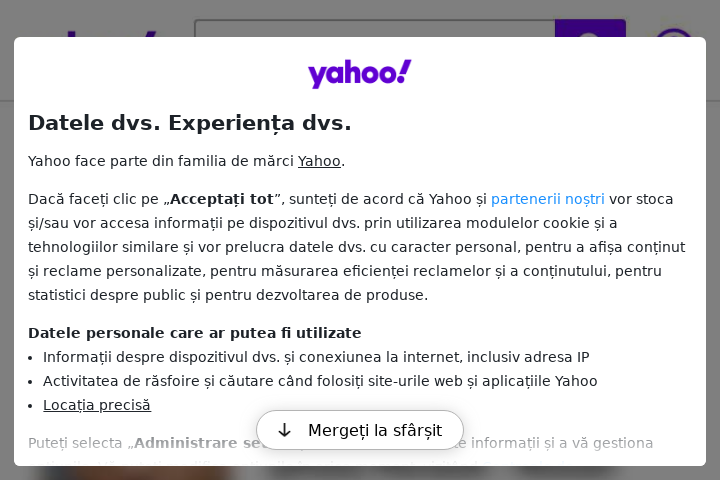 yahoo!
Datele dvs. Experiența dvs.
Yahoo face parte din familia de mărci Yahoo.
Dacă faceți clic pe „Acceptați tot”, sunteți de acord că Yahoo și partenerii noștri vor stoca
și/sau vor accesa informații pe dispozitivul dvs. prin utilizarea modulelor cookie și a
tehnologiilor similare și vor prelucra datele dvs. cu caracter personal, pentru a afișa conținut
și reclame personalizate, pentru măsurarea eficienței reclamelor și a conținutului, pentru
statistici despre public și pentru dezvoltarea de produse.
Datele personale care ar putea fi utilizate
• Informații despre dispozitivul dvs. și conexiunea la internet, inclusiv adresa IP
• Activitatea de răsfoire și căutare când folosiți site-urile web și aplicațiile Yahoo
• Locația precisă
Mergeți la sfârșit
Puteți selecta „Administrare informații și a vă gestiona